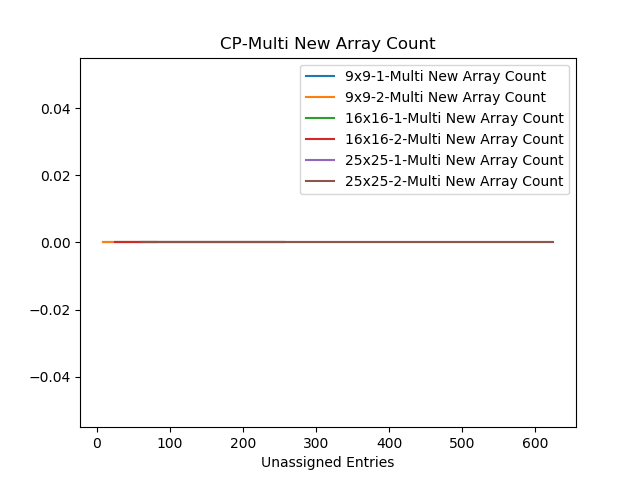 CP-Multi New Array Count
9x9-1-Multi New Array Count
9x9-2-Multi New Array Count
16x16-1-Multi New Array Count
16x16-2-Multi New Array Count
25x25-1-Multi New Array Count
25x25-2-Multi New Array Count
0.04
0.02
0.00
−0.02
−0.04
0 100 200 300 400 500 600
Unassigned Entries